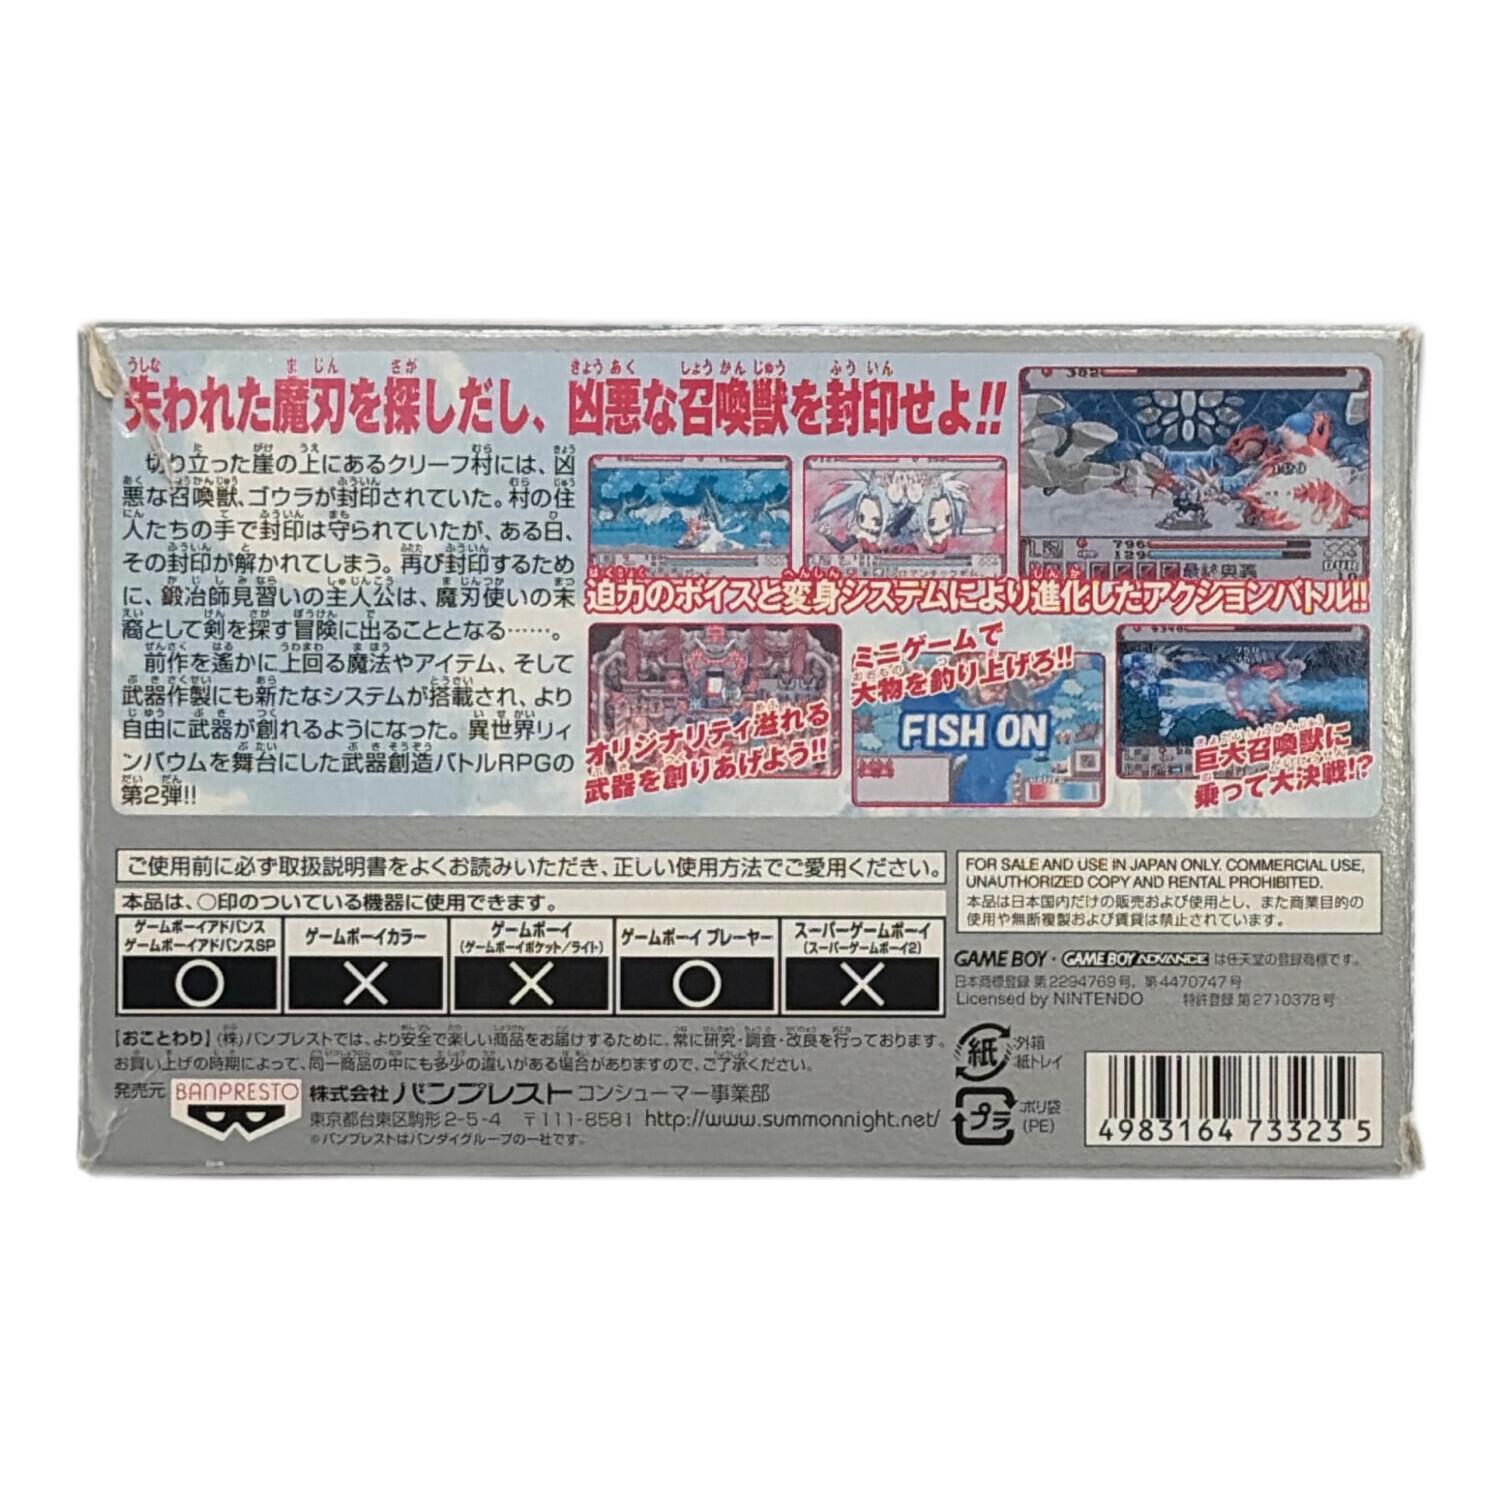 失われた魔刃を探しだし、凶悪な召喚獣を封印せよ!!
切り立った崖の上にあるクリーフ村には、凶
悪な召喚獣、ゴウラが封印されていた。村の住
人たちの手で封印は守られていたが、ある日、
その封印が解かれてしまう。再び封印するため
に、鍛冶師見習いの主人公は、魔刃使いの末
裔として剣を探す冒険に出ることとなる……。
前作を遙かに上回る魔法やアイテム、そして
武器作製にも新たなシステムが搭載され、より
自由に武器が創れるようになった。異世界リィ
ンバウムを舞台にした武器創造バトルRPGの
第2弾!!
382
180
796
129
最終奥義
DUR
10
迫力のボイスと変身システムにより進化したアクションバトル!!
オリジナリティ溢れる
武器を創りあげよう!!
ミニゲームで
大物を釣り上げろ!!
FISH ON
巨大召喚獣に
乗って大決戦!?
ご使用前に必ず取扱説明書をよくお読みいただき、正しい使用方法でご愛用ください。
本品は、○印のついている機器に使用できます。
ゲームボーイアドバンス
ゲームボーイアドバンスSP
○
ゲームボーイカラー
×
ゲームボーイ
(ゲームボーイポケット/ライト)
×
ゲームボーイ プレーヤー
○
スーパーゲームボーイ
(スーパーゲームボーイ2)
×
FOR SALE AND USE IN JAPAN ONLY. COMMERCIAL USE,
UNAUTHORIZED COPY AND RENTAL PROHIBITED.
本品は日本国内だけの販売および使用とし、また商業目的の
使用や無断複製および賃貸は禁止されています。
GAME BOY・GAME BOY ADVANCE は任天堂の登録商標です。
日本商標登録 第2294769号, 第4470747号
Licensed by NINTENDO 特許登録 第2710378号
【おことわり】(株)バンプレストでは、より安全で楽しい商品をお届けするために、常に研究・調査・改良を行っております。
お買い上げの時期によって、同一商品の中にも多少の違いがある場合がありますので、ご了承ください。
発売元 BANPRESTO 株式会社 バンプレスト コンシューマー事業部
東京都台東区駒形2-5-4 〒111-8581 http://www.summonnight.net/
※バンプレストはバンダイグループの一社です。
紙
外箱
紙トレイ
プラ
ポリ袋
(PE)
4983164 733235